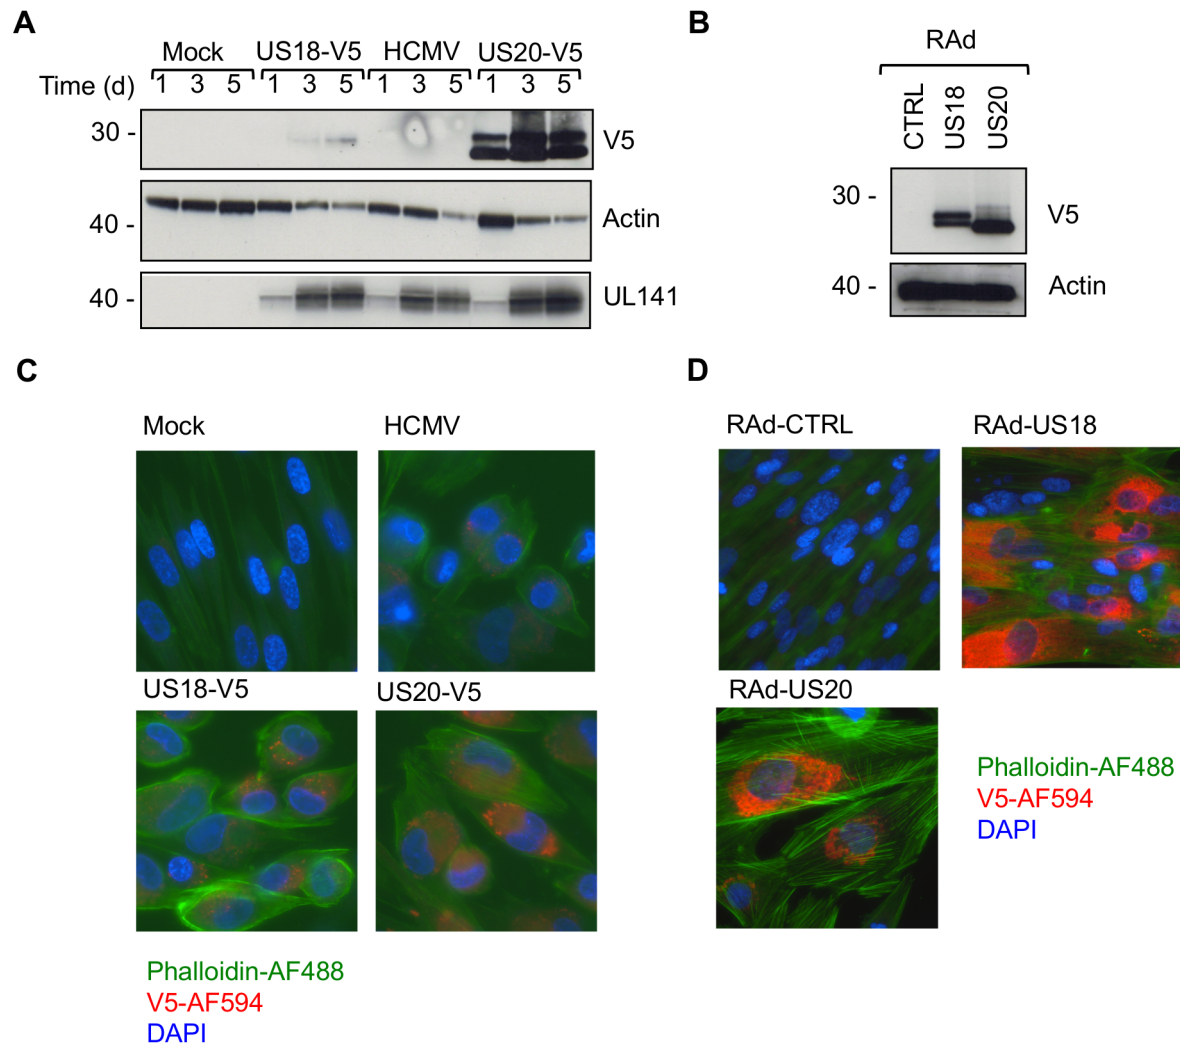 A
Mock US18-V5 HCMV US20-V5
Time (d) 1 3 5 1 3 5 1 3 5 1 3 5
30 - V5
40 - Actin
40 - UL141
B
RAd
CTRL US18 US20
30 - V5
40 - Actin
C
Mock HCMV
US18-V5 US20-V5
Phalloidin-AF488
V5-AF594
DAPI
D
RAd-CTRL RAd-US18
RAd-US20
Phalloidin-AF488
V5-AF594
DAPI